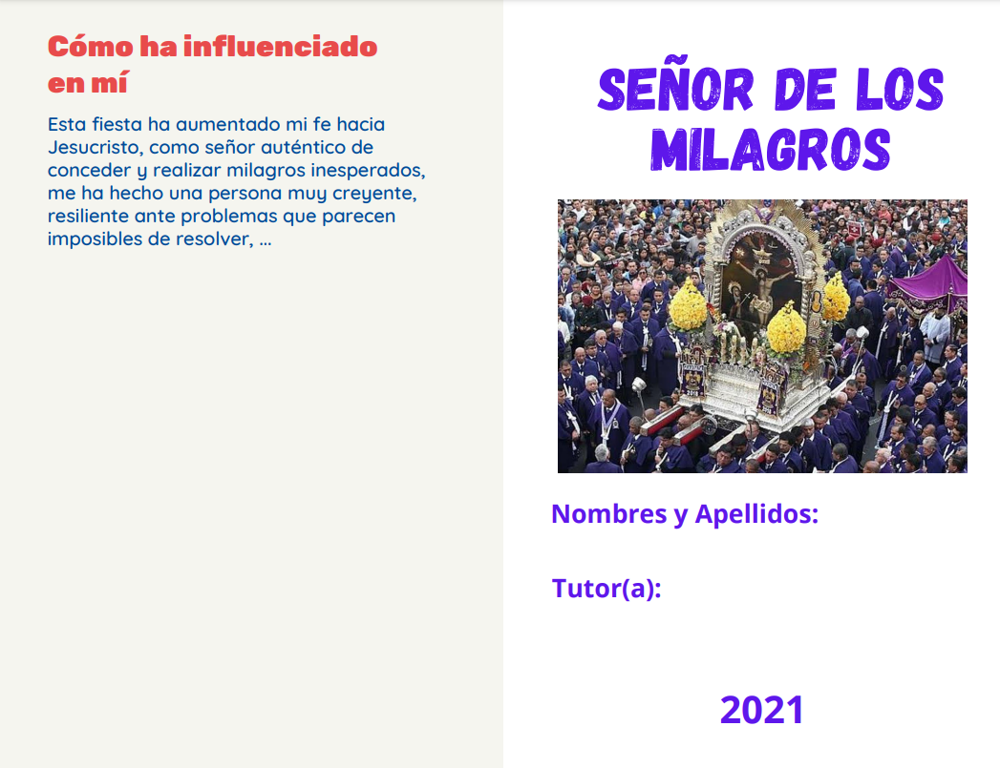 Cómo ha influenciado
en mí
Esta fiesta ha aumentado mi fe hacia
Jesucristo, como señor auténtico de
conceder y realizar milagros inesperados,
me ha hecho una persona muy creyente,
resiliente ante problemas que parecen
imposibles de resolver, ...
SEÑOR DE LOS
MILAGROS
Nombres y Apellidos:
Tutor(a):
2021